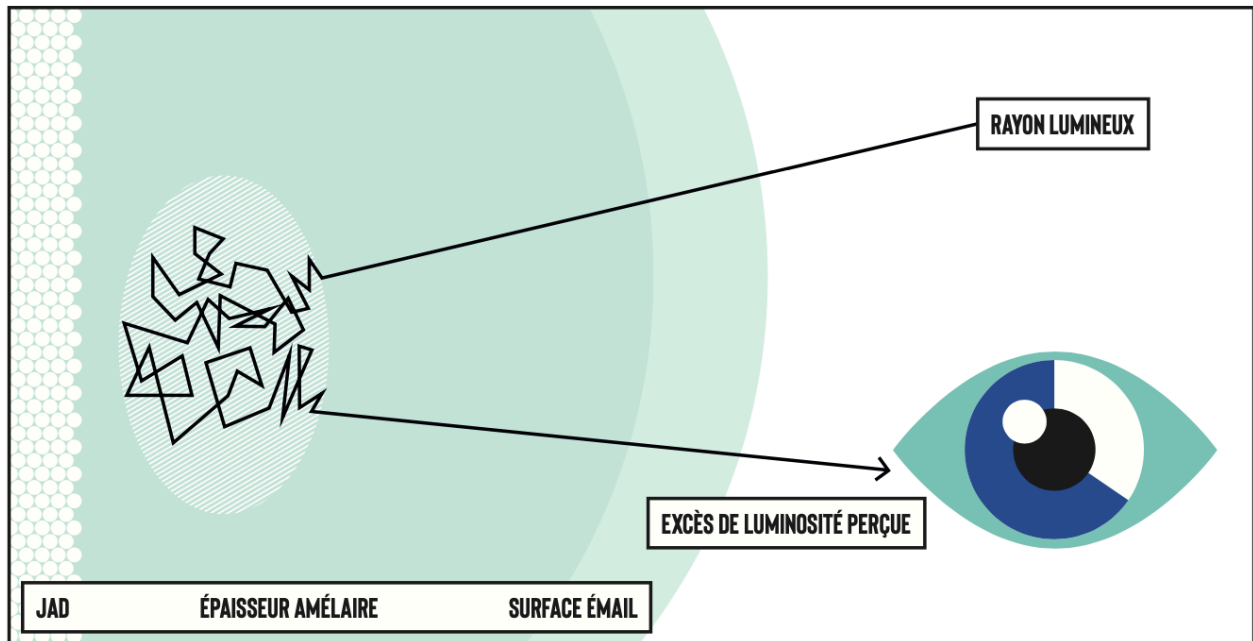 RAYON LUMINEUX
EXCÈS DE LUMINOSITÉ PERÇUE
JAD ÉPAISSEUR AMÉLAIRE SURFACE ÉMAIL